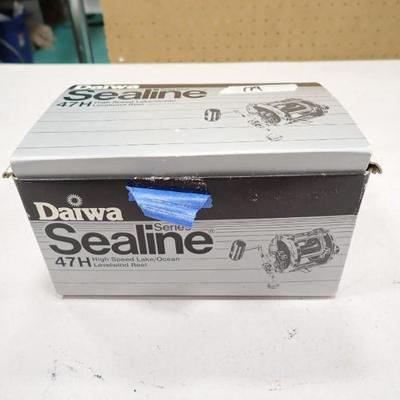 Daiwa
Sealine
47H High Speed Lake/Ocean
Levelwind Reel
Daiwa
Series
Sealine®
47H High Speed Lake/Ocean
Levelwind Reel